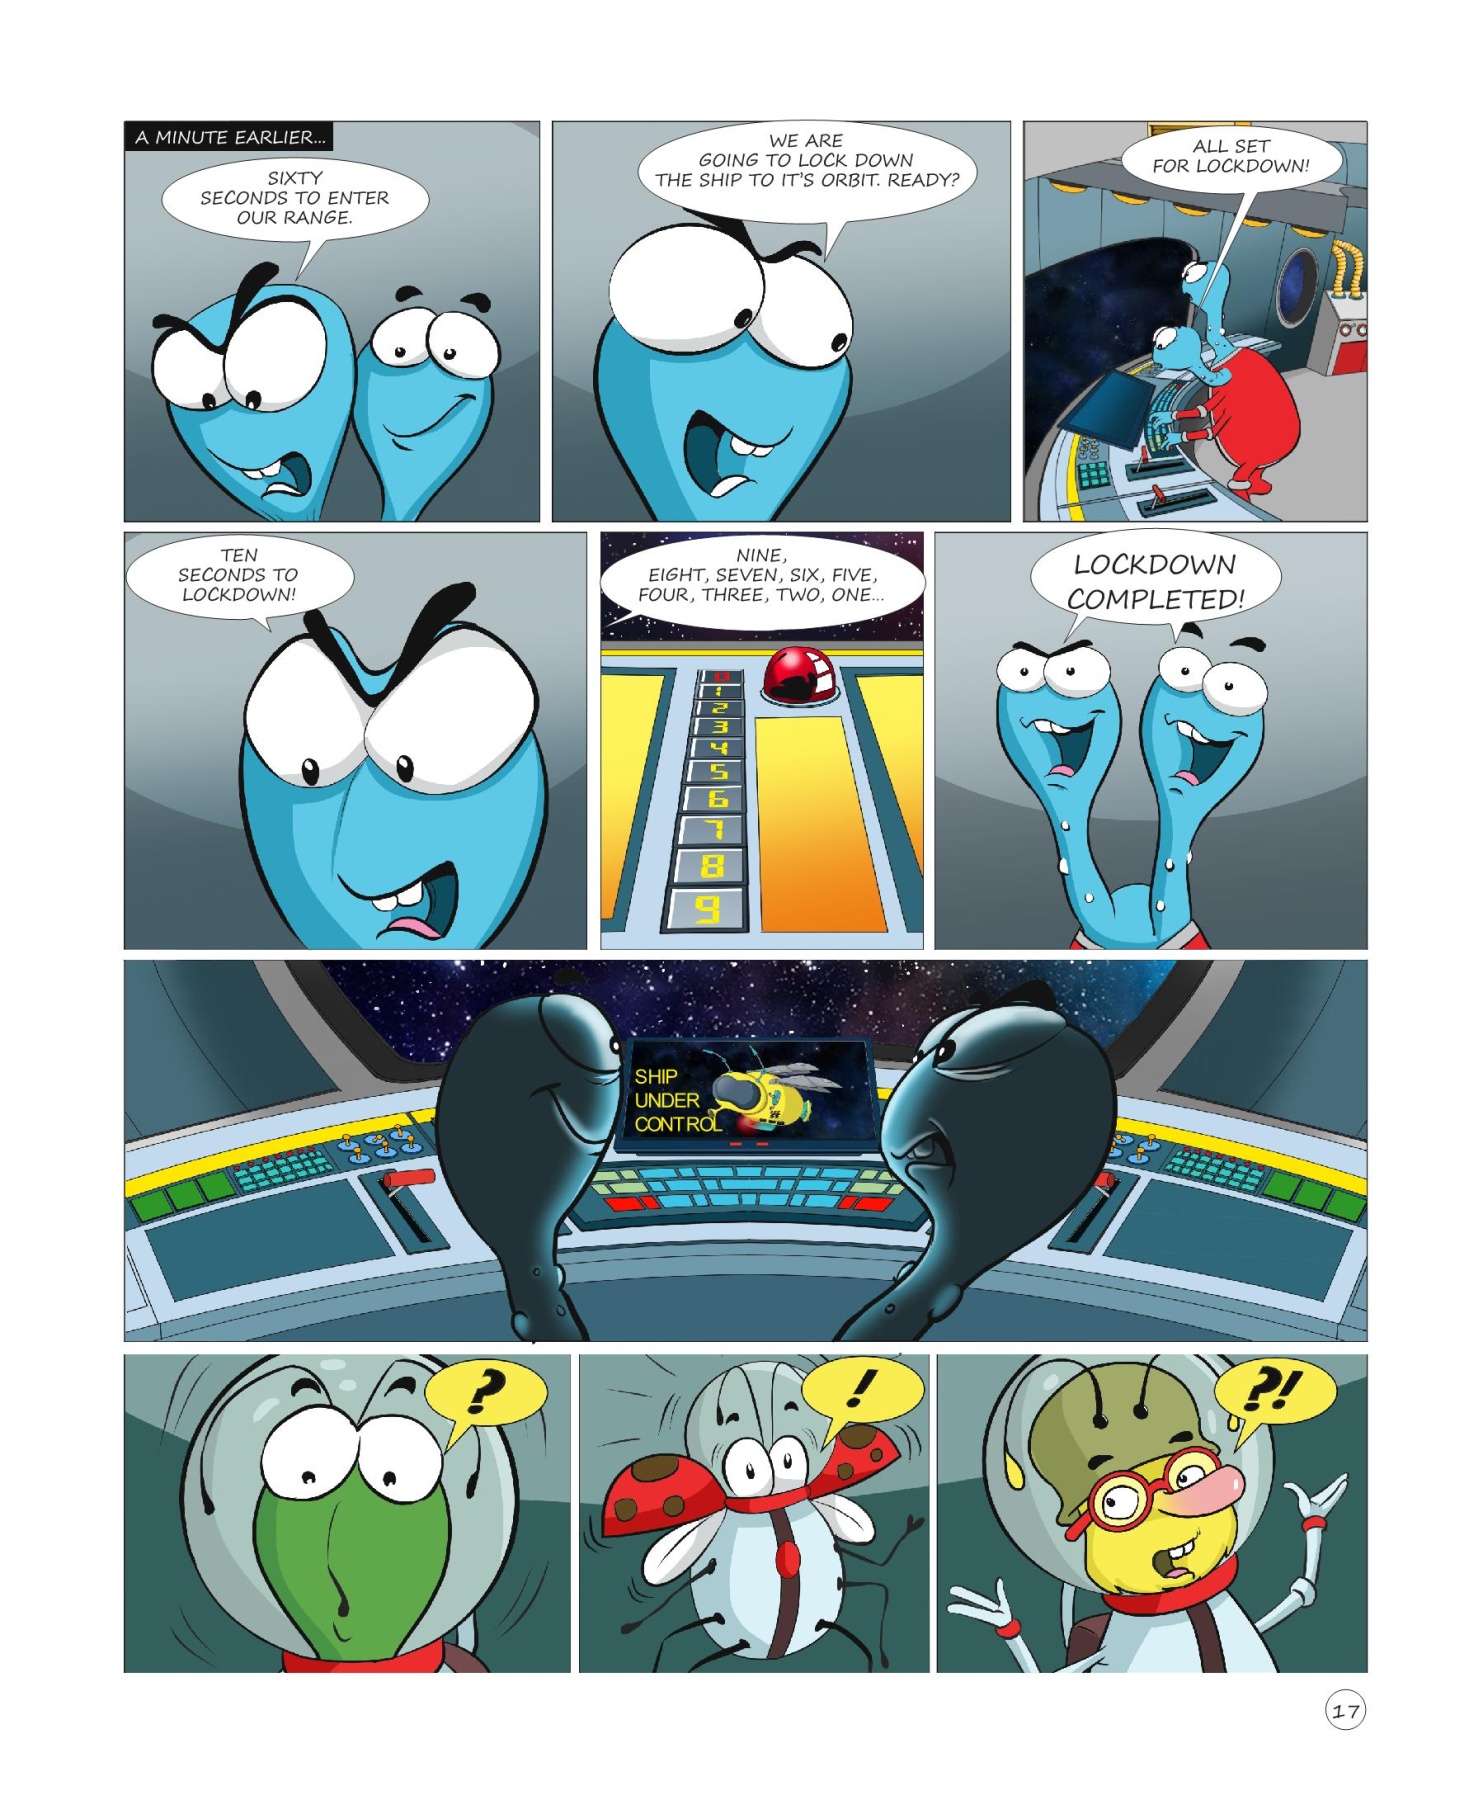 A MINUTE EARLIER...
SIXTY
SECONDS TO ENTER
OUR RANGE.
WE ARE
GOING TO LOCK DOWN
THE SHIP TO IT'S ORBIT. READY?
ALL SET
FOR LOCKDOWN!
TEN
SECONDS TO
LOCKDOWN!
NINE,
EIGHT, SEVEN, SIX, FIVE,
FOUR, THREE, TWO, ONE...
0
1
2
3
4
5
6
7
8
9
LOCKDOWN
COMPLETED!
SHIP
UNDER
CONTROL
?
!
?!
17